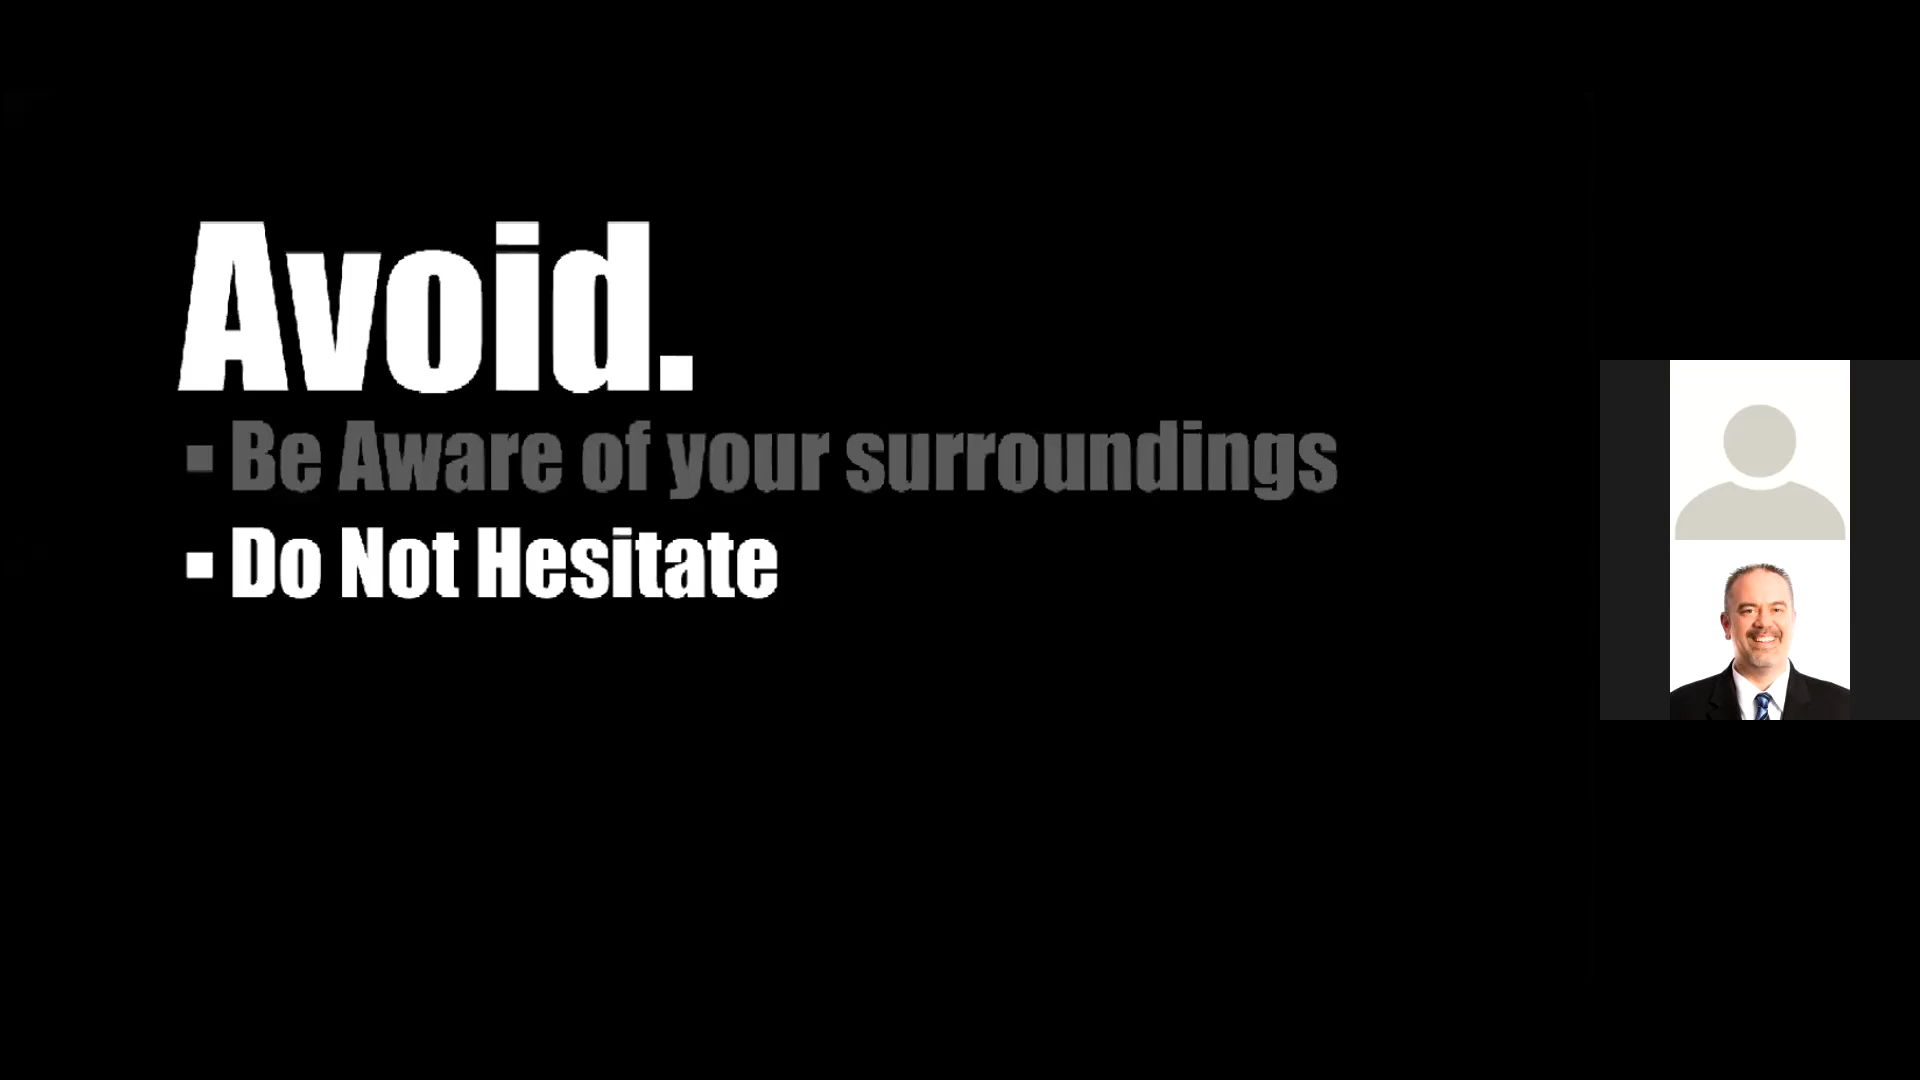 Avoid.
▪ Be Aware of your surroundings
▪ Do Not Hesitate